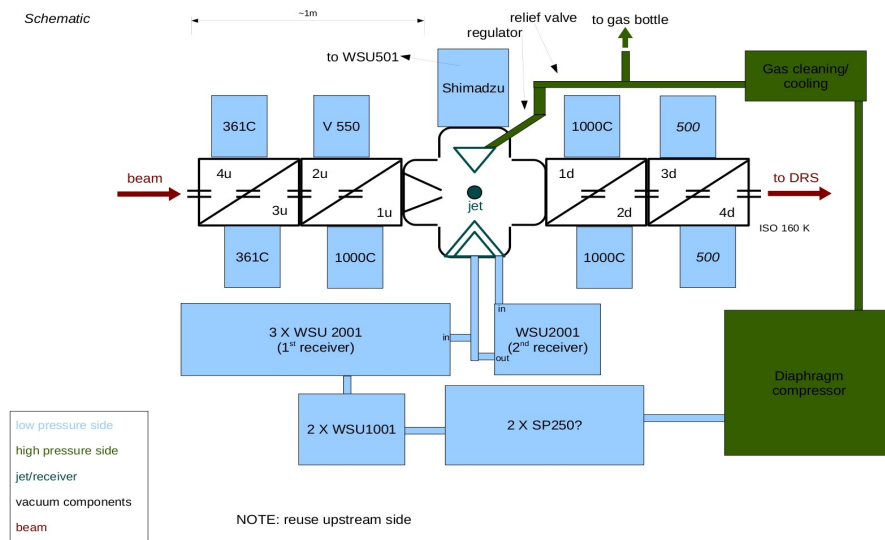 Schematic
~1m
relief valve
regulator
to gas bottle
to WSU501
Shimadzu
Gas cleaning/
cooling
361C
V 550
1000C
500
beam
4u
3u
2u
1u
jet
1d
2d
3d
4d
to DRS
ISO 160 K
361C
1000C
1000C
500
3 X WSU 2001
(1st receiver)
in
in
out
WSU2001
(2nd receiver)
Diaphragm
compressor
2 X WSU1001
2 X SP250?
low pressure side
high pressure side
jet/receiver
vacuum components
beam
NOTE: reuse upstream side